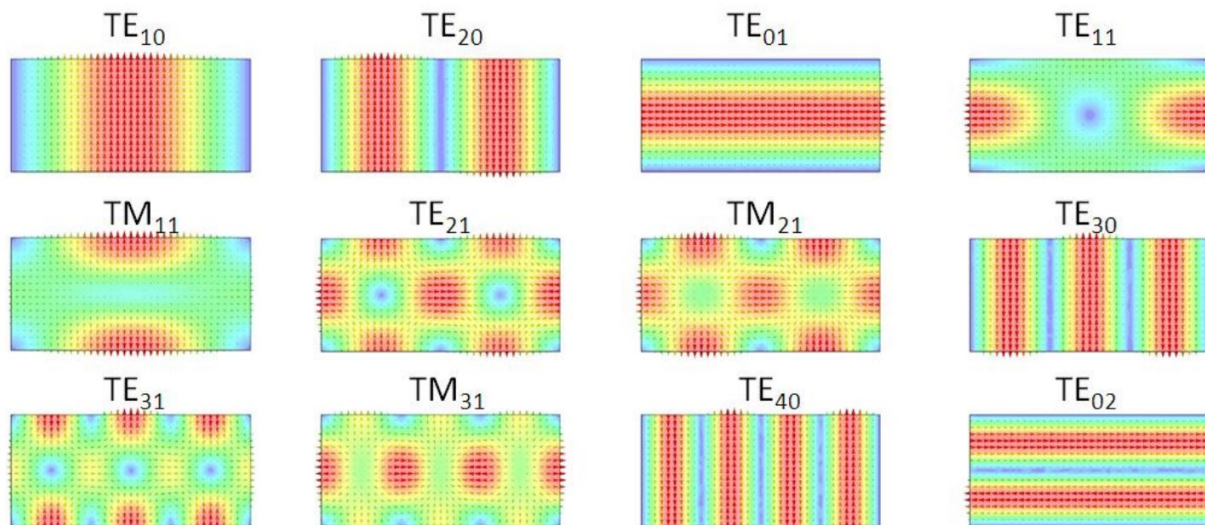 TE₁₀ TE₂₀ TE₀₁ TE₁₁
TM₁₁ TE₂₁ TM₂₁ TE₃₀
TE₃₁ TM₃₁ TE₄₀ TE₀₂